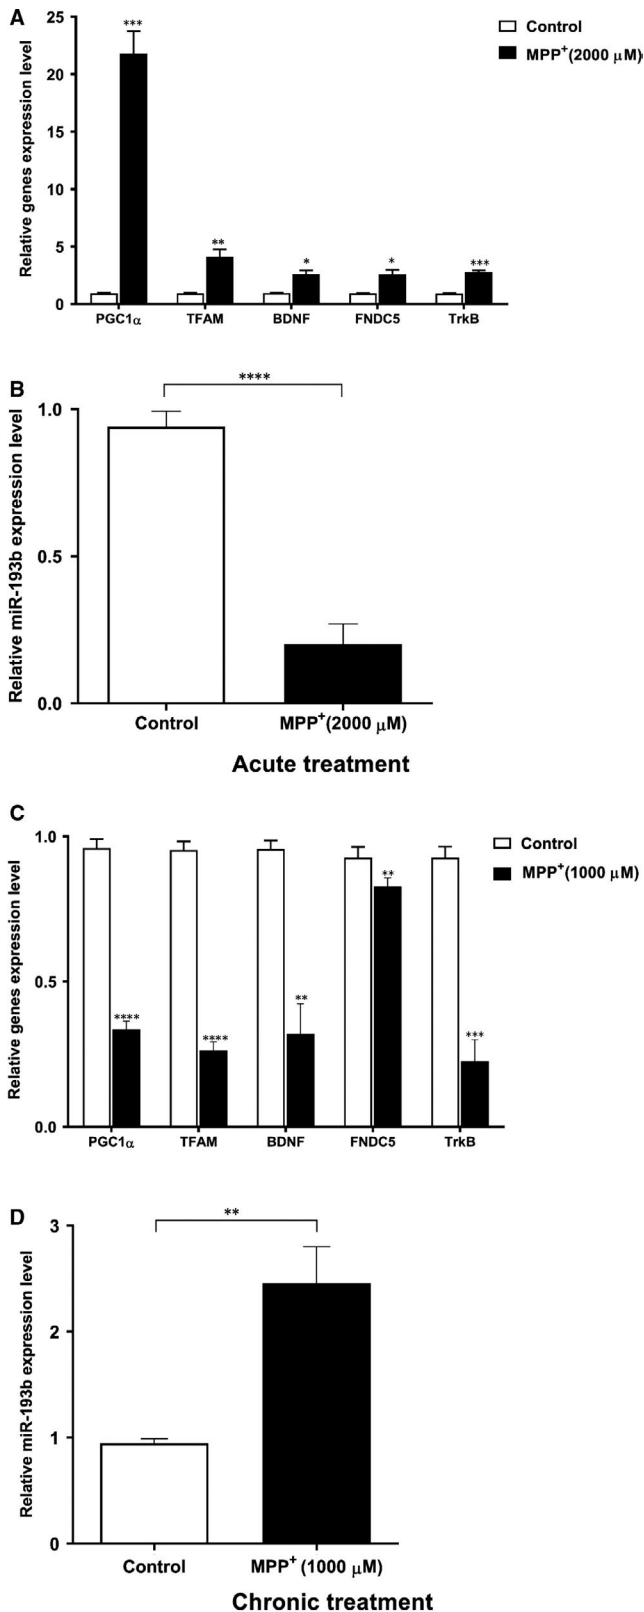 A
Relative genes expression level
25
20
15
10
5
0
***
**
*
*
***
PGC1α
TFAM
BDNF
FNDC5
TrkB
Control
MPP+(2000 μM)
B
Relative miR-193b expression level
1.0
0.5
0.0
****
Control
MPP+(2000 μM)
Acute treatment
C
Relative genes expression level
1.0
0.5
0.0
****
****
**
**
***
PGC1α
TFAM
BDNF
FNDC5
TrkB
Control
MPP+(1000 μM)
D
Relative miR-193b expression level
3
2
1
0
**
Control
MPP+ (1000 μM)
Chronic treatment